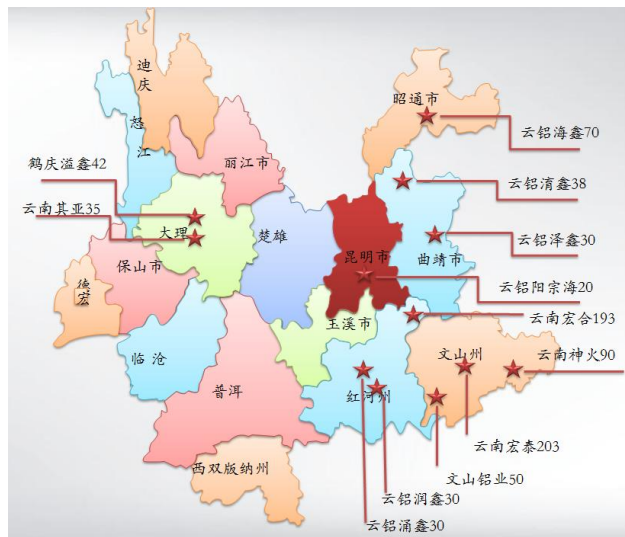 迪
庆
昭通市
怒
江
云铝海鑫70
鹤庆溢鑫42
丽江市
云铝淯鑫38
云南其亚35
大理
楚雄
云铝泽鑫30
保山市
昆明市
曲靖市
德
宏
云铝阳宗海20
云南宏合193
玉溪市
临沧
文山州
云南神火90
普洱
红河州
云南宏泰203
西双版纳州
文山铝业50
云铝润鑫30
云铝涌鑫30